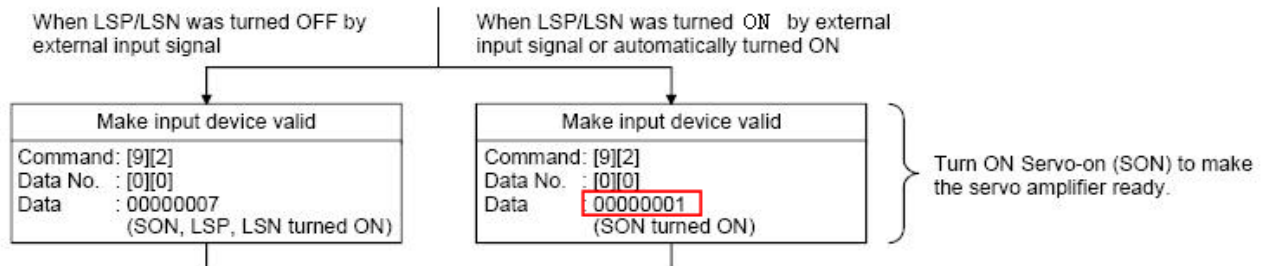 When LSP/LSN was turned OFF by
external input signal
When LSP/LSN was turned ON by external
input signal or automatically turned ON
Make input device valid
Command: [9][2]
Data No. : [0][0]
Data : 00000007
(SON, LSP, LSN turned ON)
Make input device valid
Command: [9][2]
Data No. : [0][0]
Data : 00000001
(SON turned ON)
Turn ON Servo-on (SON) to make
the servo amplifier ready.